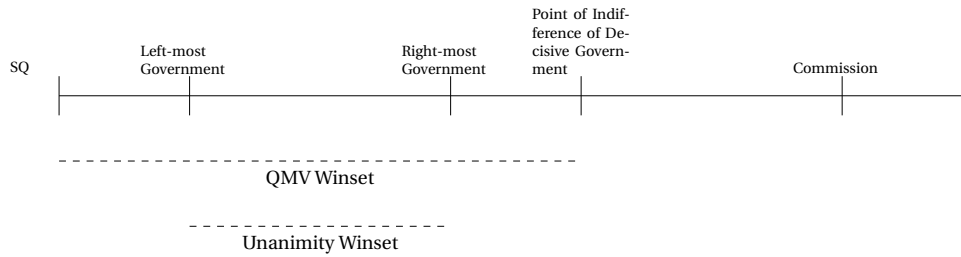 SQ
Left-most
Government
Right-most
Government
Point of Indif-
ference of De-
cisive Govern-
ment
Commission
QMV Winset
Unanimity Winset